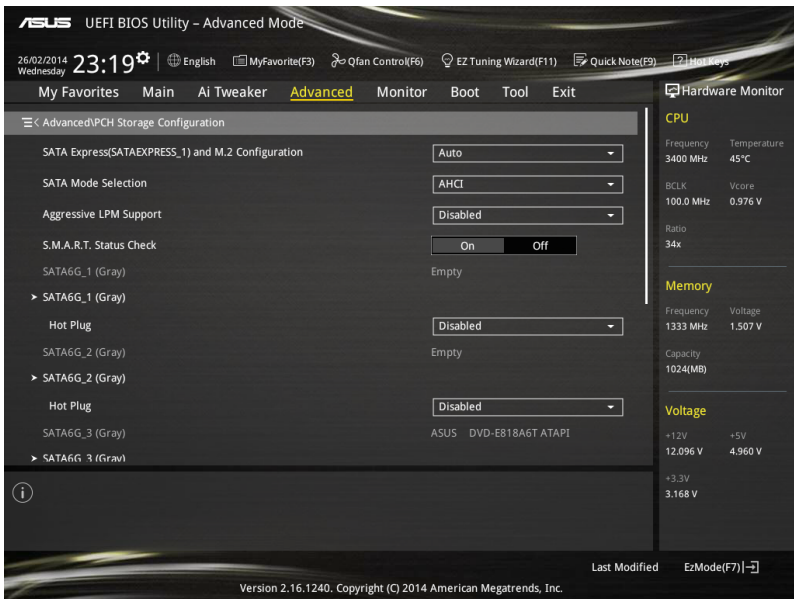 ASUS UEFI BIOS Utility – Advanced Mode
26/02/2014 Wednesday 23:19 English MyFavorite(F3) Qfan Control(F6) EZ Tuning Wizard(F11) Quick Note(F9) ? Hot Keys
My Favorites Main Ai Tweaker Advanced Monitor Boot Tool Exit
Advanced\PCH Storage Configuration
SATA Express(SATAEXPRESS_1) and M.2 Configuration Auto
SATA Mode Selection AHCI
Aggressive LPM Support Disabled
S.M.A.R.T. Status Check On Off
SATA6G_1 (Gray) Empty
> SATA6G_1 (Gray)
Hot Plug Disabled
SATA6G_2 (Gray) Empty
> SATA6G_2 (Gray)
Hot Plug Disabled
SATA6G_3 (Gray) ASUS DVD-E818A6T ATAPI
> SATA6G_3 (Gray)
Hardware Monitor
CPU
Frequency Temperature
3400 MHz 45°C
BCLK Vcore
100.0 MHz 0.976 V
Ratio
34x
Memory
Frequency Voltage
1333 MHz 1.507 V
Capacity
1024(MB)
Voltage
+12V +5V
12.096 V 4.960 V
+3.3V
3.168 V
Last Modified EzMode(F7)
Version 2.16.1240. Copyright (C) 2014 American Megatrends, Inc.